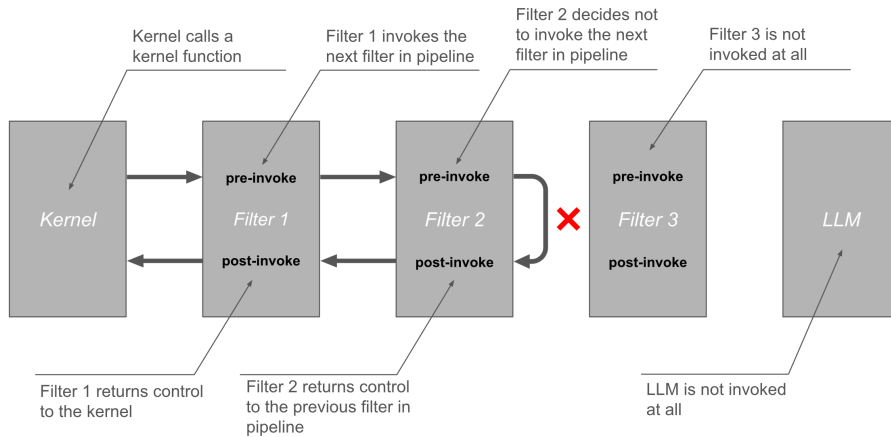 Kernel calls a
kernel function
Filter 1 invokes the
next filter in pipeline
Filter 2 decides not
to invoke the next
filter in pipeline
Filter 3 is not
invoked at all
pre-invoke
pre-invoke
pre-invoke
Kernel
Filter 1
Filter 2
Filter 3
LLM
post-invoke
post-invoke
post-invoke
Filter 1 returns control
to the kernel
Filter 2 returns control
to the previous filter in
pipeline
LLM is not invoked
at all